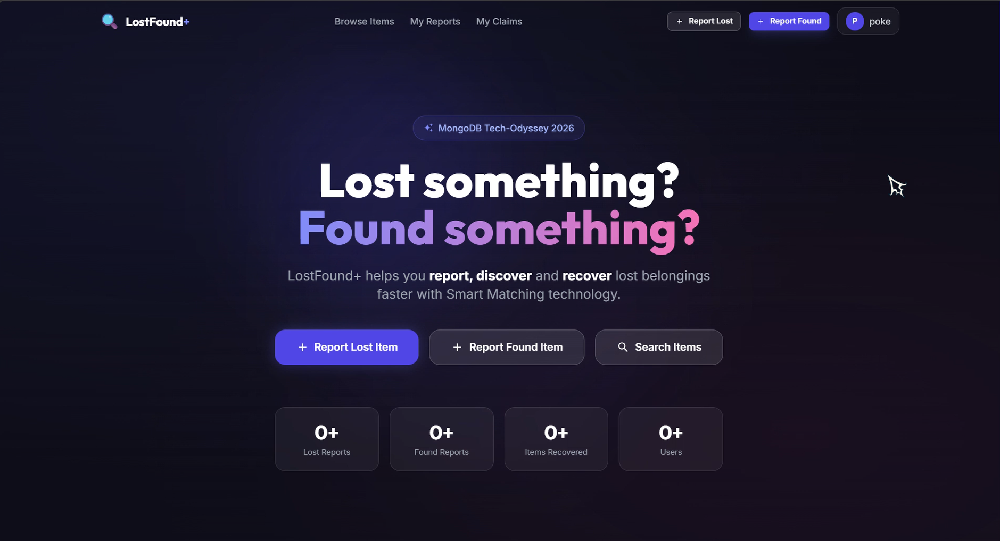 LostFound+
Browse Items
My Reports
My Claims
+ Report Lost
+ Report Found
P
poke
MongoDB Tech-Odyssey 2026
Lost something?
Found something?
LostFound+ helps you report, discover and recover lost belongings
faster with Smart Matching technology.
+ Report Lost Item
+ Report Found Item
Search Items
0+
Lost Reports
0+
Found Reports
0+
Items Recovered
0+
Users